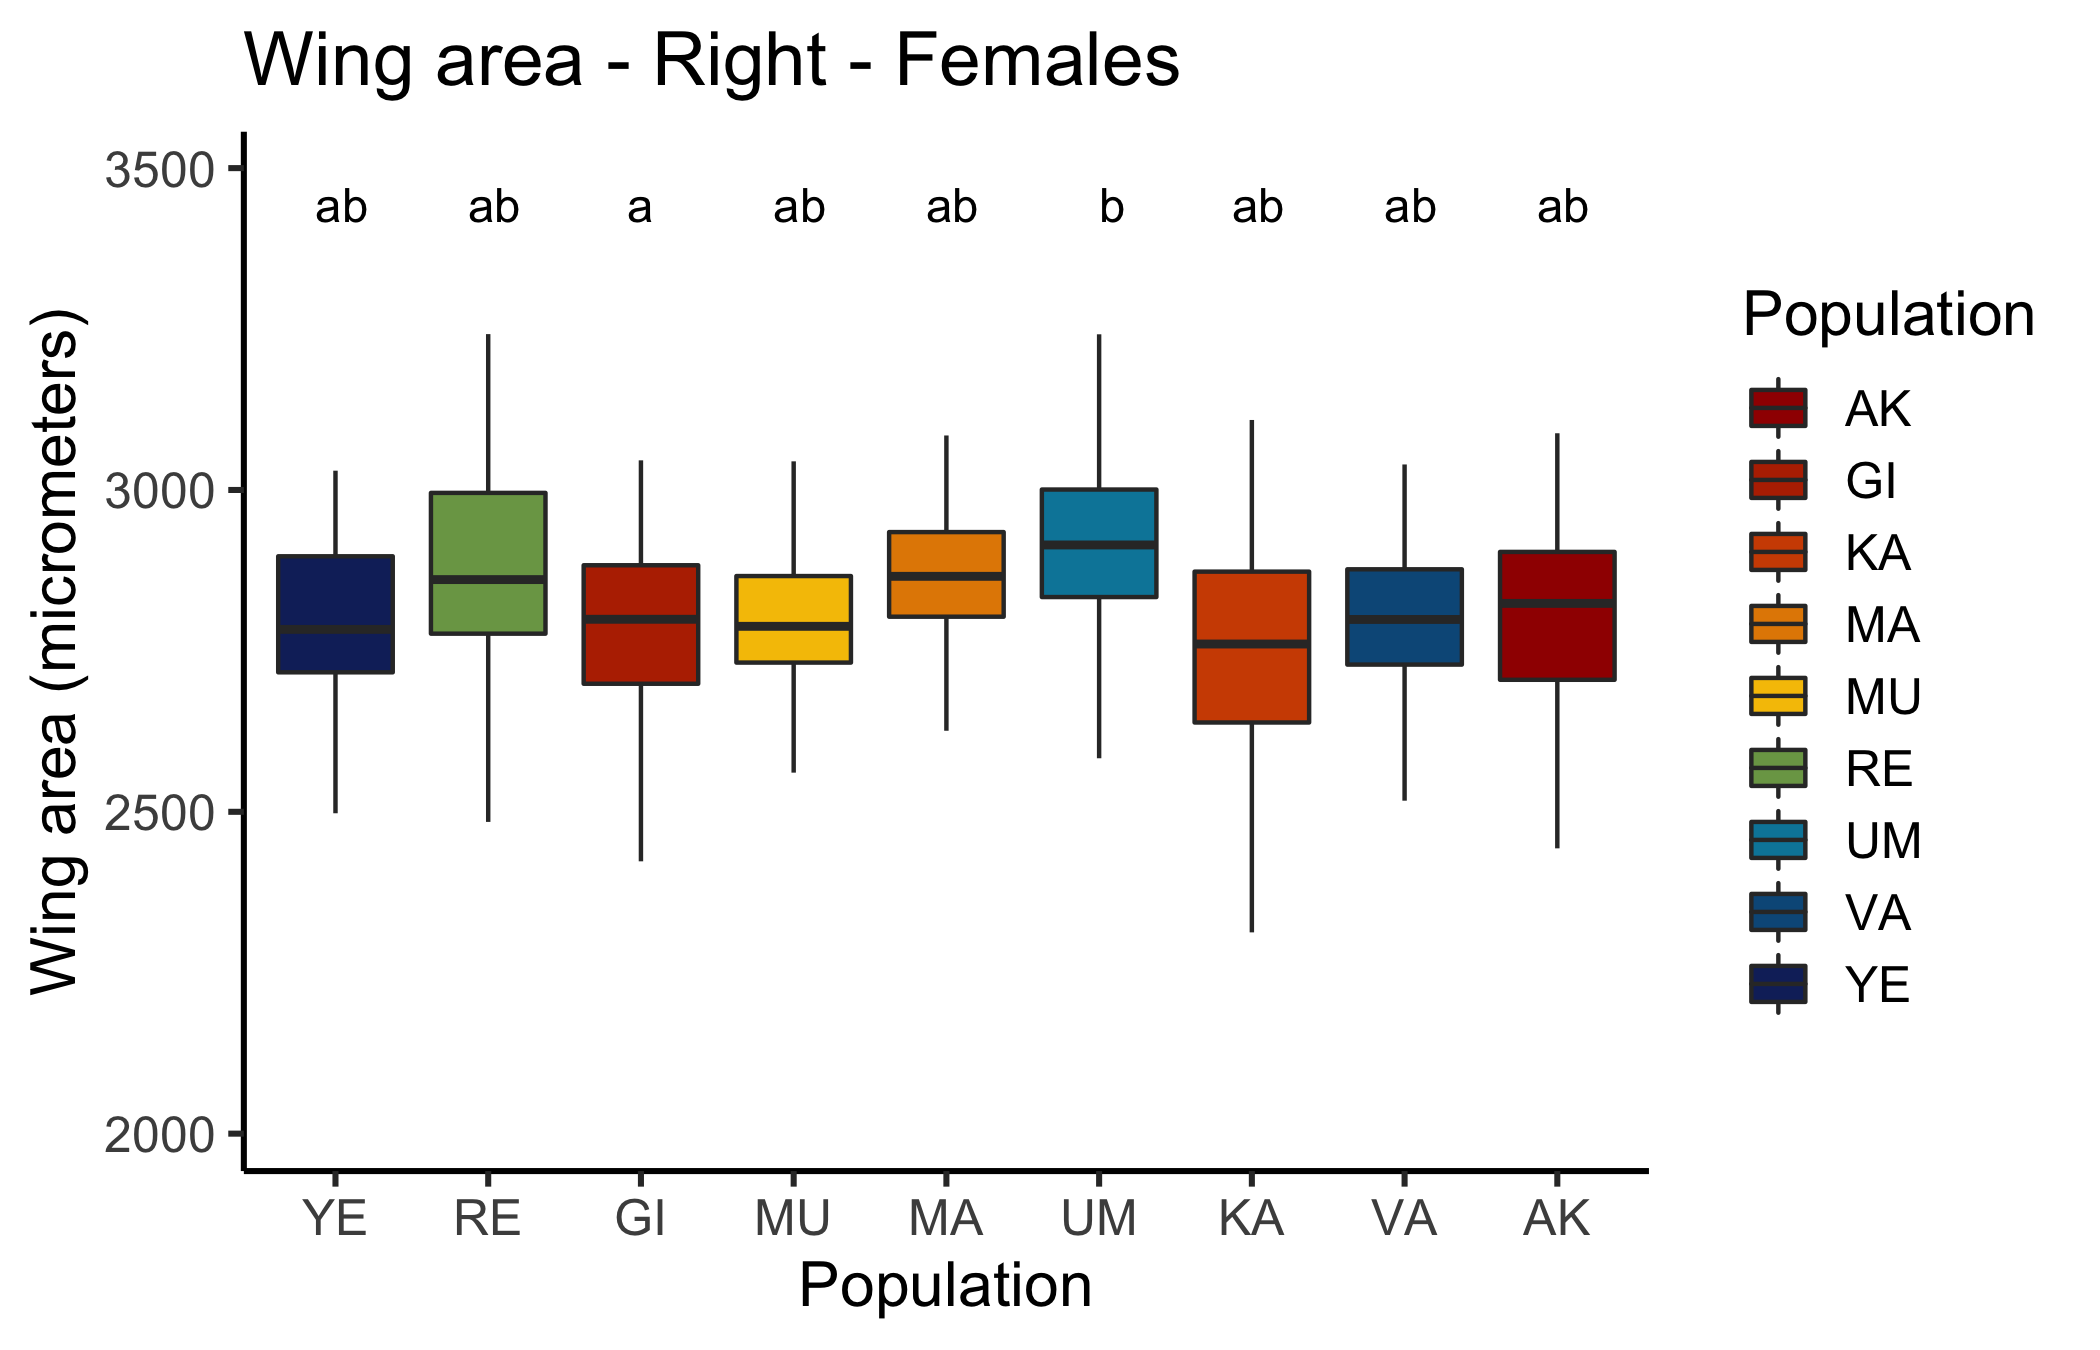 Wing area - Right - Females
Wing area (micrometers)
3500
3000
2500
2000
ab ab a ab ab b ab ab ab
YE RE GI MU MA UM KA VA AK
Population
Population
AK
GI
KA
MA
MU
RE
UM
VA
YE